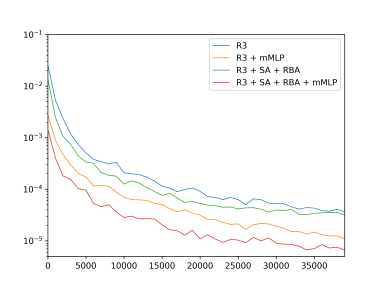 10⁻¹
10⁻²
10⁻³
10⁻⁴
10⁻⁵
R3
R3 + mMLP
R3 + SA + RBA
R3 + SA + RBA + mMLP
0 5000 10000 15000 20000 25000 30000 35000